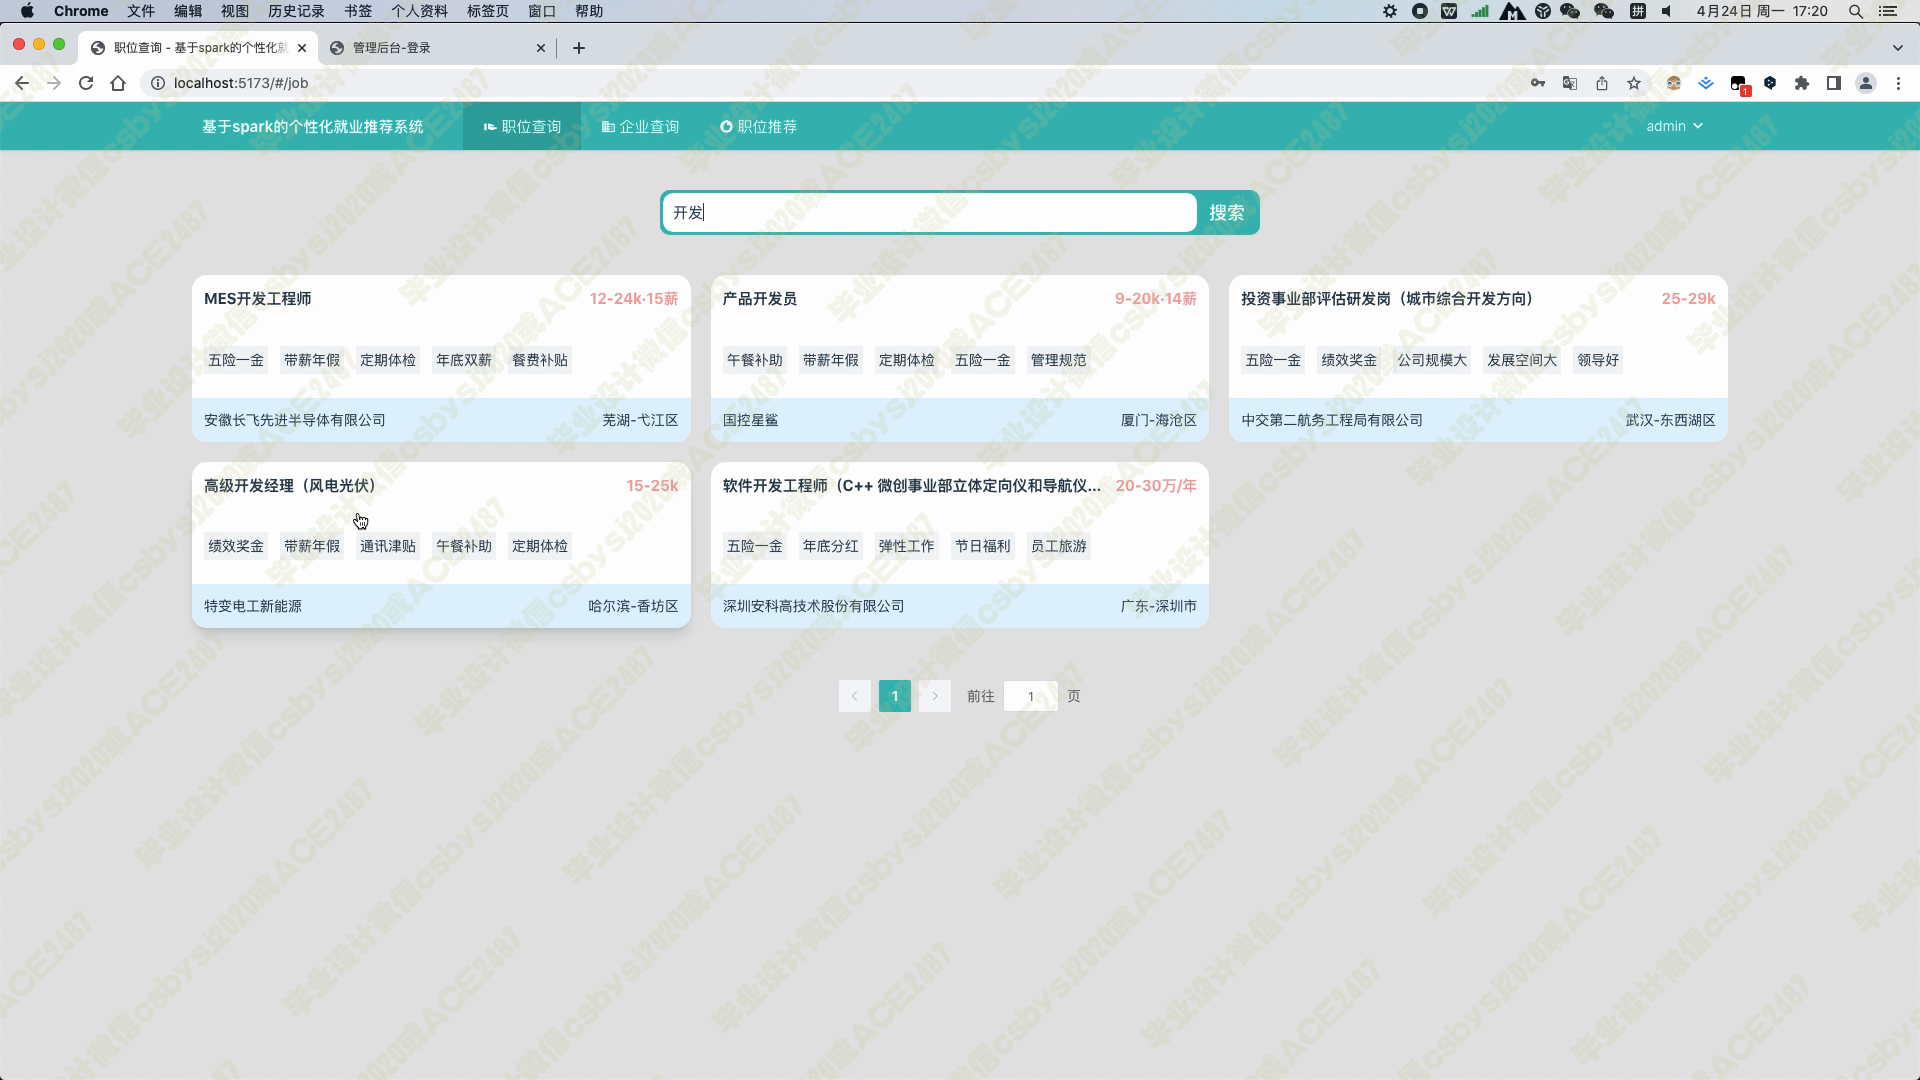 Chrome 文件 编辑 视图 历史记录 书签 个人资料 标签页 窗口 帮助 4月24日 周一 17:20
职位查询 - 基于spark的个性化就 管理后台-登录
localhost:5173/#/job 1
基于spark的个性化就业推荐系统 职位查询 企业查询 职位推荐 admin
开发 搜索
MES开发工程师 12-24k·15薪
五险一金 带薪年假 定期体检 年底双薪 餐费补贴
安徽长飞先进半导体有限公司 芜湖-弋江区
产品开发员 9-20k·14薪
午餐补助 带薪年假 定期体检 五险一金 管理规范
国控星鲨 厦门-海沧区
投资事业部评估研发岗（城市综合开发方向） 25-29k
五险一金 绩效奖金 公司规模大 发展空间大 领导好
中交第二航务工程局有限公司 武汉-东西湖区
高级开发经理（风电光伏） 15-25k
绩效奖金 带薪年假 通讯津贴 午餐补助 定期体检
特变电工新能源 哈尔滨-香坊区
软件开发工程师（C++ 微创事业部立体定向仪和导航仪... 20-30万/年
五险一金 年底分红 弹性工作 节日福利 员工旅游
深圳安科高技术股份有限公司 广东-深圳市
1 前往 1 页
毕业设计微信csbysj2020或ACE2487